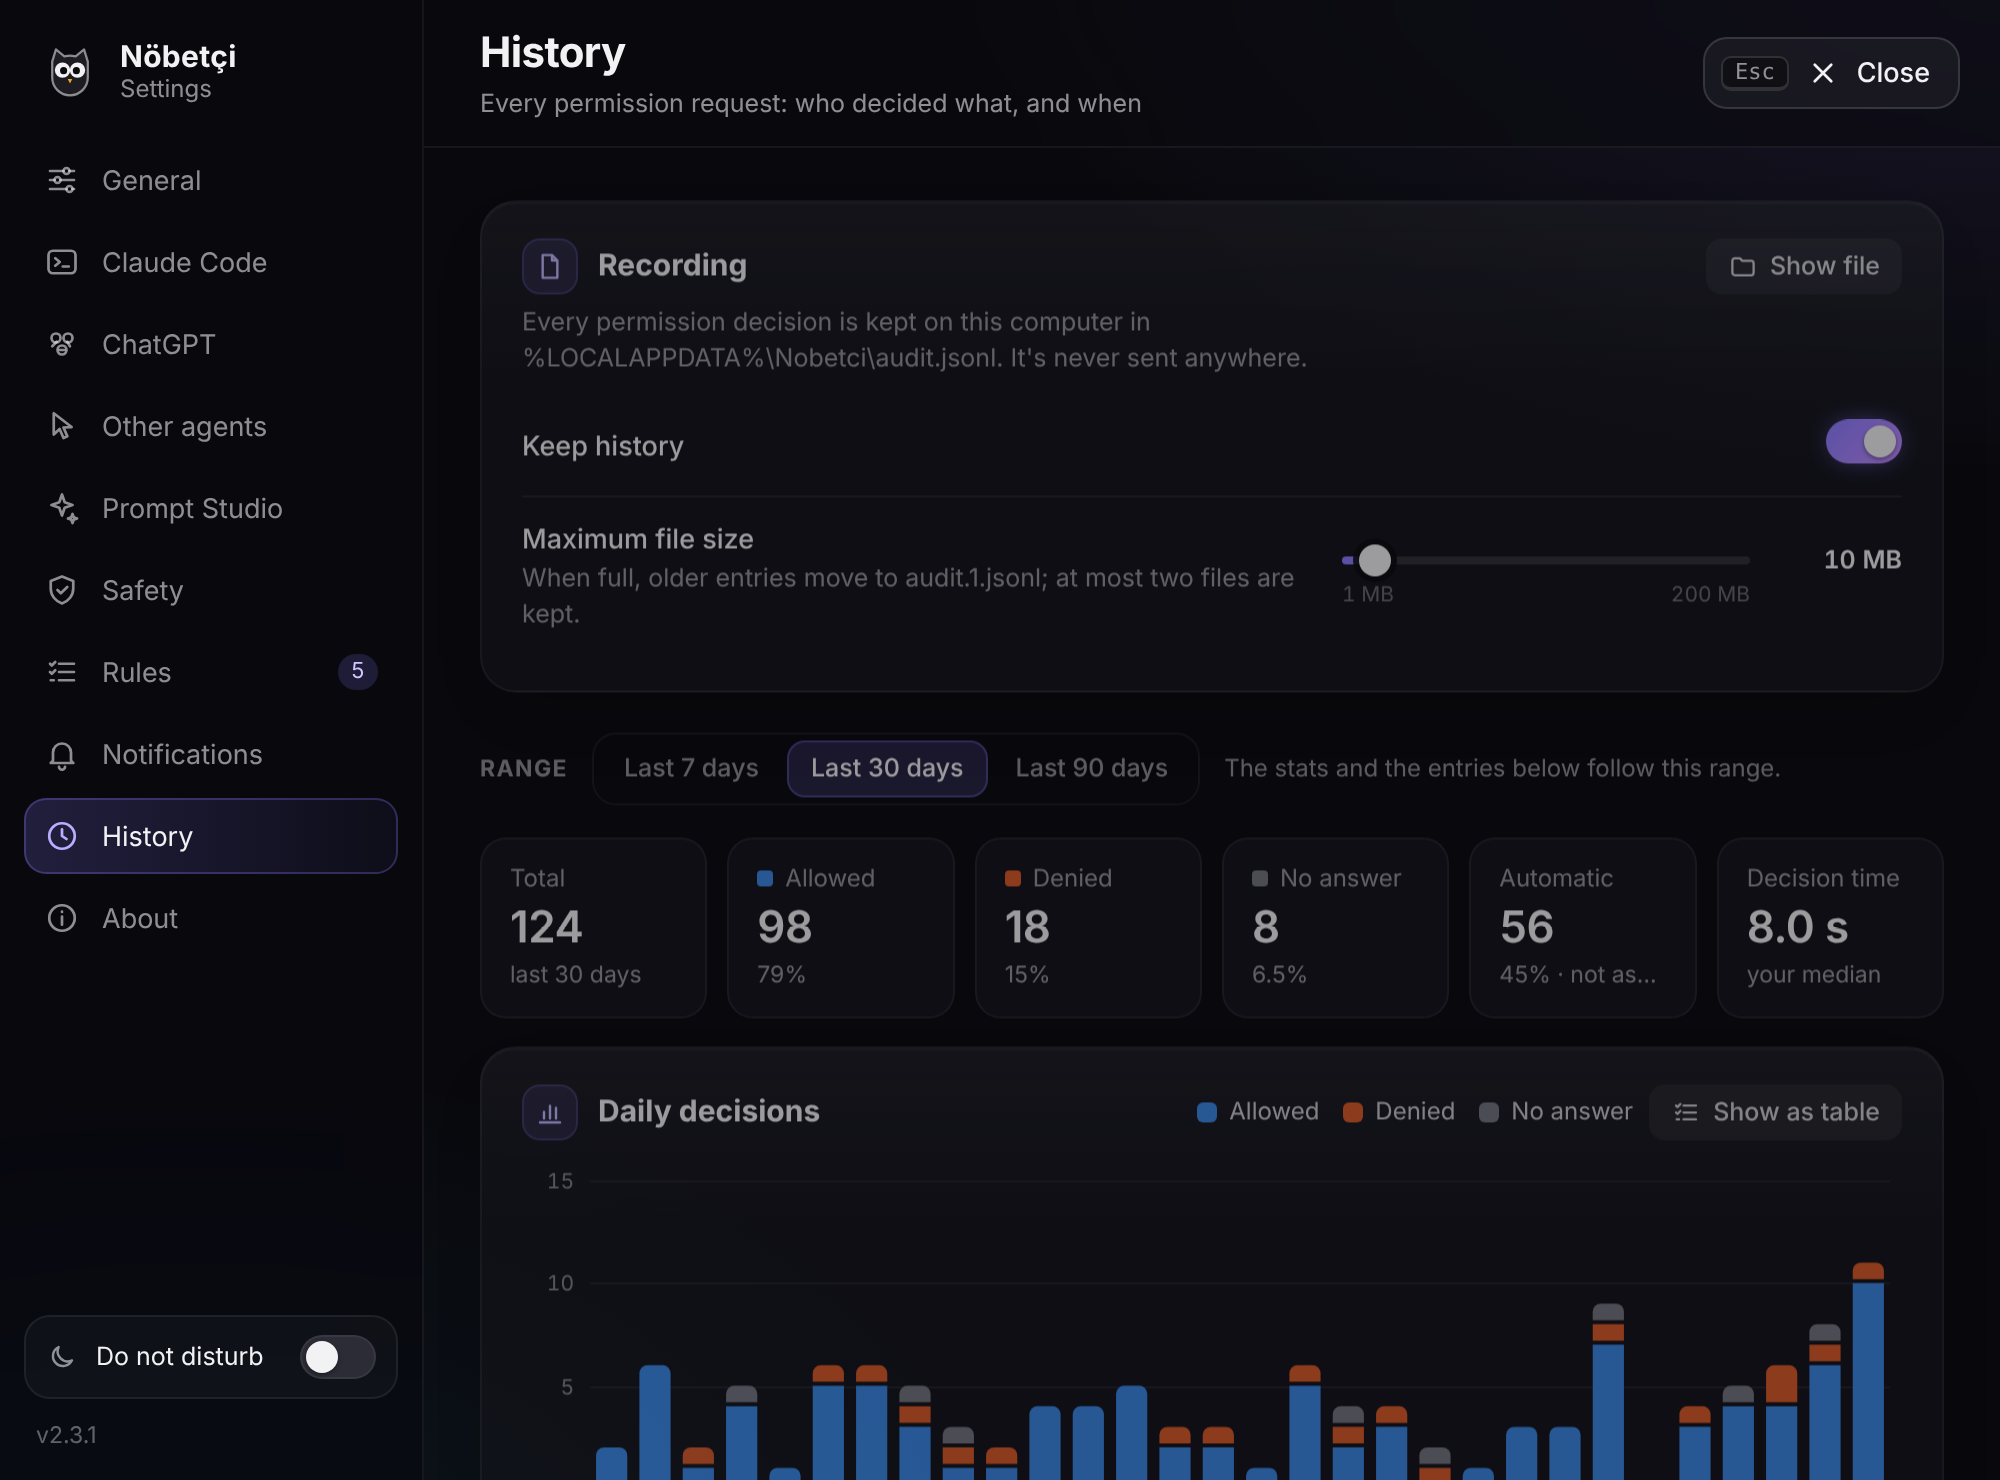 Nöbetçi
Settings
General
Claude Code
ChatGPT
Other agents
Prompt Studio
Safety
Rules
5
Notifications
History
About
Do not disturb
v2.3.1
History
Every permission request: who decided what, and when
Esc
Close
Recording
Show file
Every permission decision is kept on this computer in
%LOCALAPPDATA%\Nobetci\audit.jsonl. It's never sent anywhere.
Keep history
Maximum file size
When full, older entries move to audit.1.jsonl; at most two files are
kept.
1 MB
200 MB
10 MB
RANGE
Last 7 days
Last 30 days
Last 90 days
The stats and the entries below follow this range.
Total
124
last 30 days
Allowed
98
79%
Denied
18
15%
No answer
8
6.5%
Automatic
56
45% · not as...
Decision time
8.0 s
your median
Daily decisions
Allowed
Denied
No answer
Show as table
15
10
5